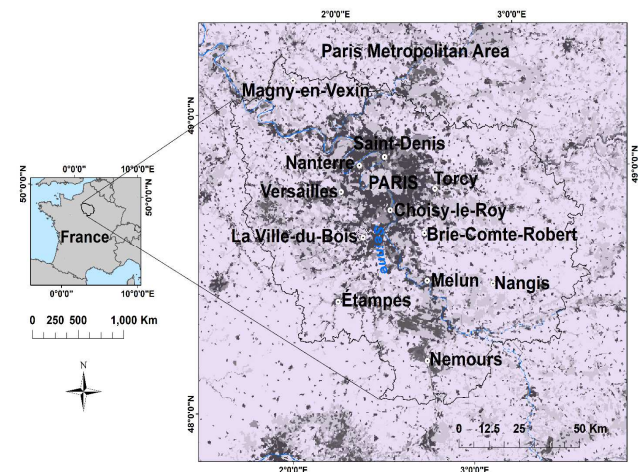 2°0'0"E 3°0'0"E
Paris Metropolitan Area
Magny-en-Vexin
49°0'0"N
49°0'0"N
Saint-Denis
Nanterre
PARIS
Torcy
Versailles
Choisy-le-Roy
La Ville-du-Bois
Brie-Comte-Robert
Seine
Melun
Nangis
Étampes
Nemours
48°0'0"N
0 12.5 25 50 Km
2°0'0"E 3°0'0"E
0°0'0" 10°0'0"E
50°0'0"N
50°0'0"N
France
0°0'0" 10°0'0"E
0 250 500 1,000 Km
N